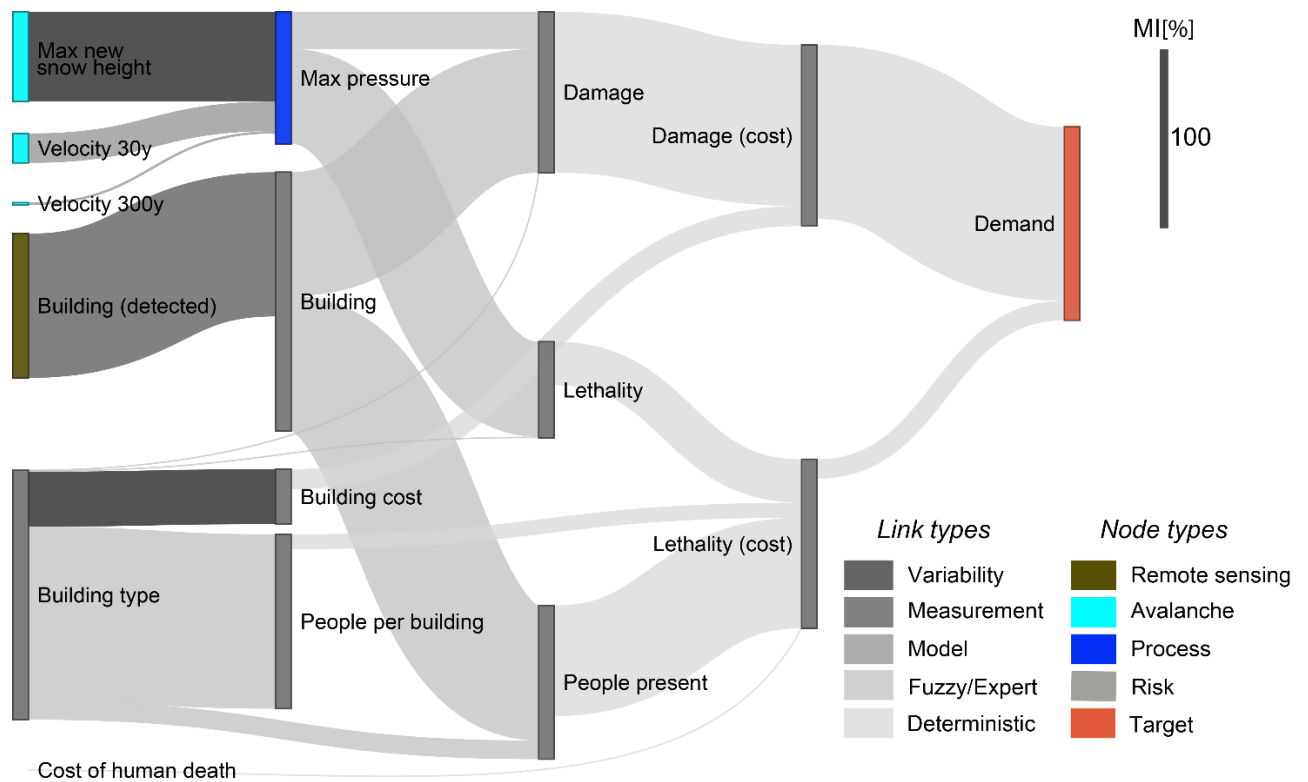 Max new
snow height
Velocity 30y
Velocity 300y
Building (detected)
Building type
Cost of human death
Max pressure
Building
Building cost
People per building
Damage
Lethality
People present
Damage (cost)
Lethality (cost)
Demand
MI[%]
100
Link types
Variability
Measurement
Model
Fuzzy/Expert
Deterministic
Node types
Remote sensing
Avalanche
Process
Risk
Target